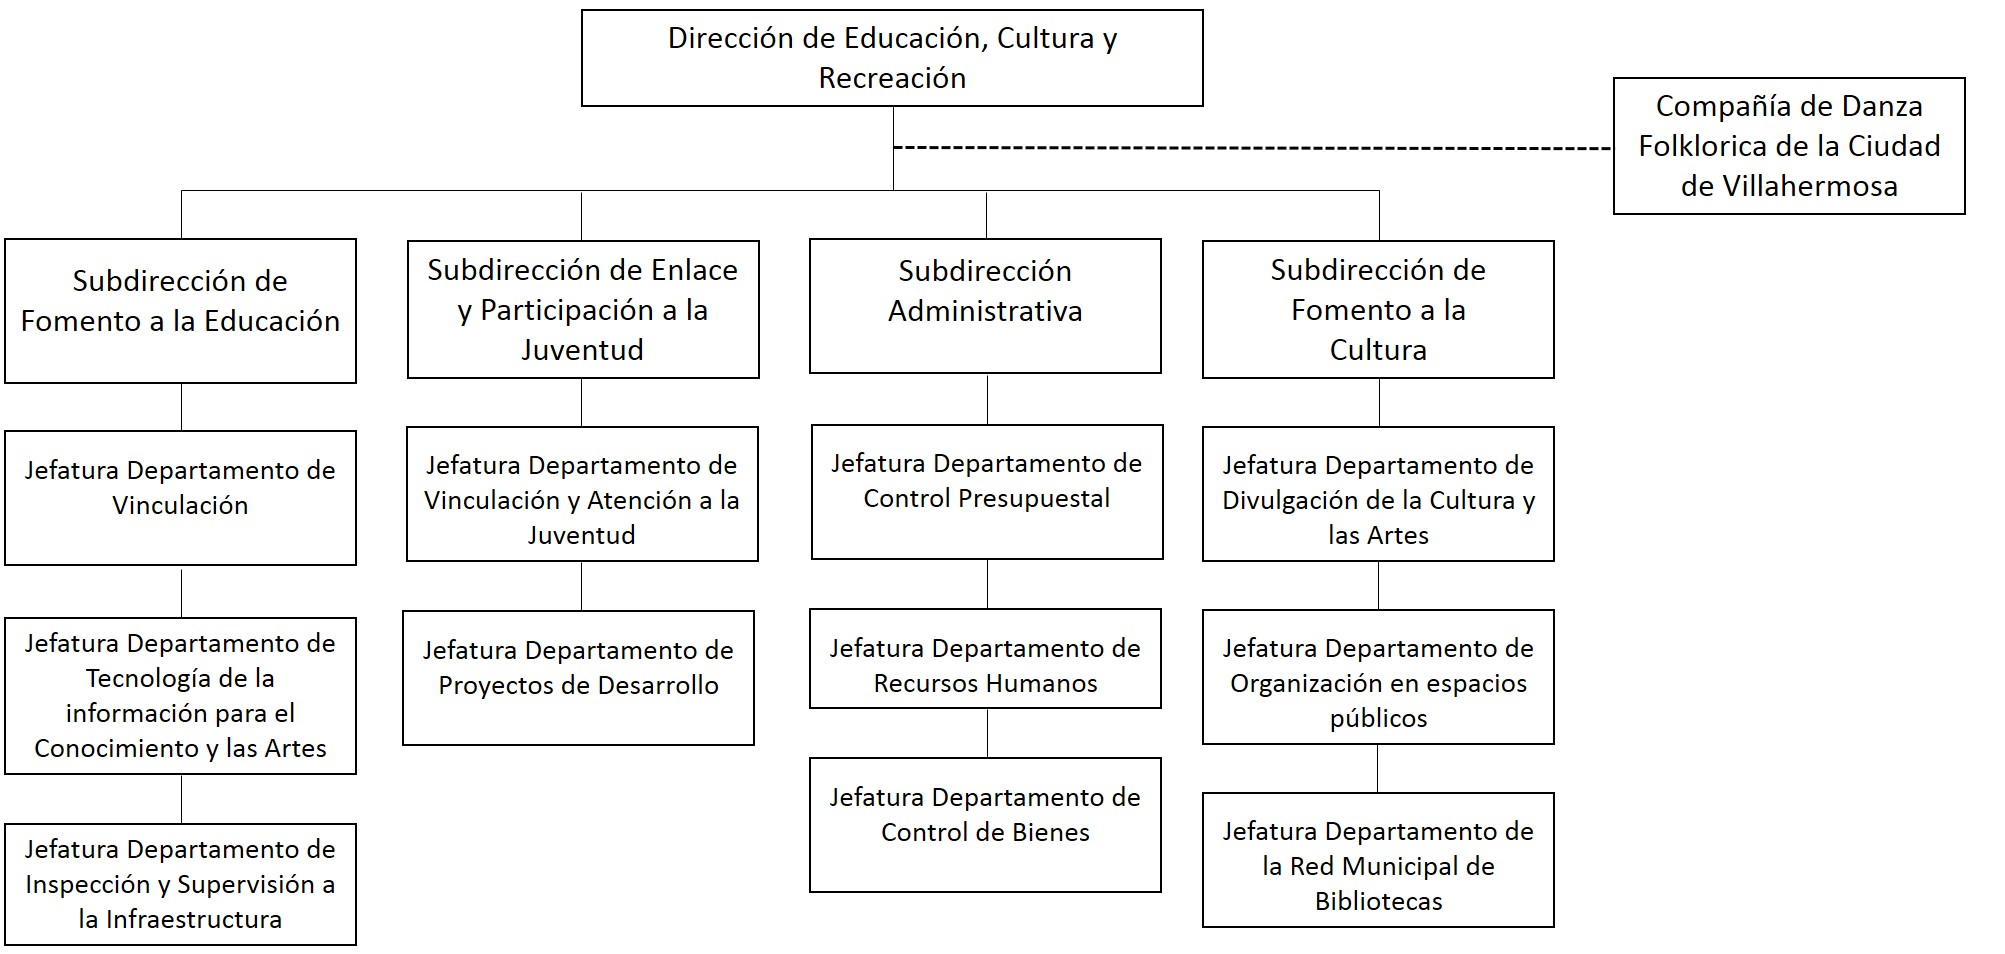 Dirección de Educación, Cultura y
Recreación
Compañía de Danza
Folklorica de la Ciudad
de Villahermosa
Subdirección de
Fomento a la Educación
Subdirección de Enlace
y Participación a la
Juventud
Subdirección
Administrativa
Subdirección de
Fomento a la
Cultura
Jefatura Departamento de
Vinculación
Jefatura Departamento de
Vinculación y Atención a la
Juventud
Jefatura Departamento de
Control Presupuestal
Jefatura Departamento de
Divulgación de la Cultura y
las Artes
Jefatura Departamento de
Tecnología de la
información para el
Conocimiento y las Artes
Jefatura Departamento de
Proyectos de Desarrollo
Jefatura Departamento de
Recursos Humanos
Jefatura Departamento de
Organización en espacios
públicos
Jefatura Departamento de
Inspección y Supervisión a
la Infraestructura
Jefatura Departamento de
Control de Bienes
Jefatura Departamento de
la Red Municipal de
Bibliotecas